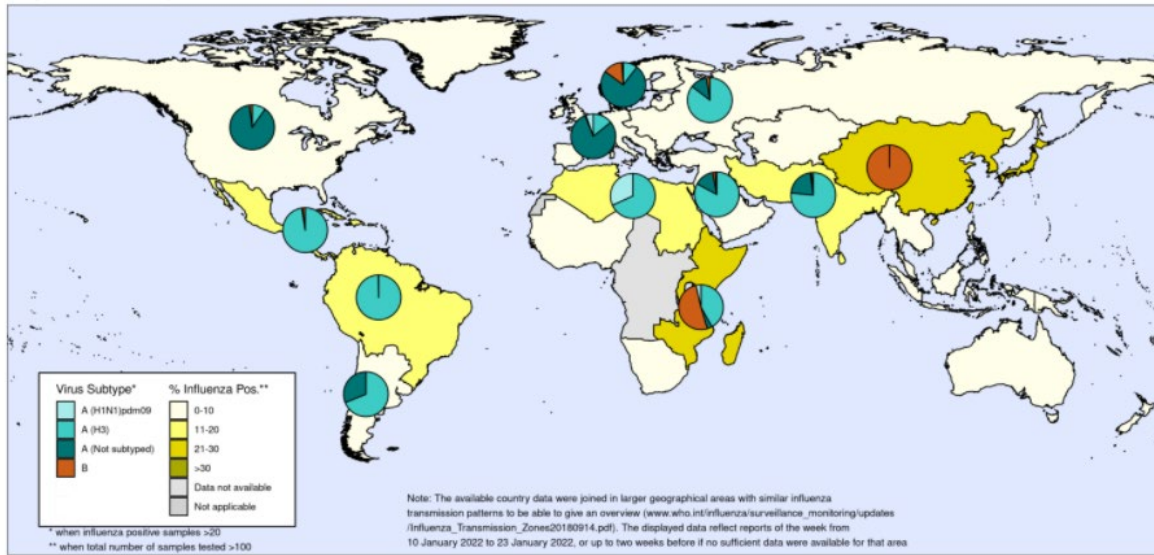 Virus Subtype*
A (H1N1)pdm09
A (H3)
A (Not subtyped)
B
% Influenza Pos.**
0-10
11-20
21-30
>30
Data not available
Not applicable
* when influenza positive samples >20
** when total number of samples tested >100
Note: The available country data were joined in larger geographical areas with similar influenza
transmission patterns to be able to give an overview (www.who.int/influenza/surveillance_monitoring/updates
/Influenza_Transmission_Zones20180914.pdf). The displayed data reflect reports of the week from
10 January 2022 to 23 January 2022, or up to two weeks before if no sufficient data were available for that area